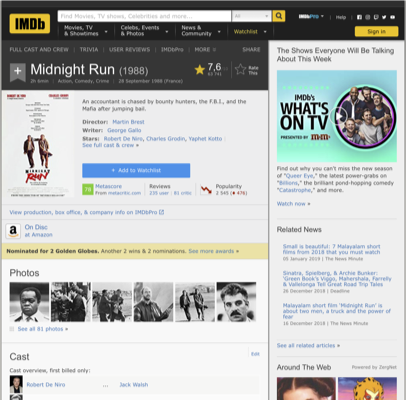 IMDb
Find Movies, TV shows, Celebrities and more...
All
IMDbPro
Help
Movies, TV
& Showtimes
Celebs, Events
& Photos
News &
Community
Watchlist
Sign in
FULL CAST AND CREW | TRIVIA | USER REVIEWS | IMDbPro | MORE
SHARE
Midnight Run (1988)
7,6
Rate
This
2h 6min | Action, Comedy, Crime | 28 September 1988 (France)
An accountant is chased by bounty hunters, the F.B.I., and the
Mafia after jumping bail.
Director: Martin Brest
Writer: George Gallo
Stars: Robert De Niro, Charles Grodin, Yaphet Kotto
See full cast & crew »
+ Add to Watchlist
78
Metascore
From metacritic.com
Reviews
235 user | 81 critic
Popularity
2 545
MIDNIGHT
RUN
View production, box office, & company info on IMDbPro
On Disc
at Amazon
Nominated for 2 Golden Globes. Another 2 wins & 2 nominations. See more awards »
Photos
See all 81 photos »
Cast
Edit
Cast overview, first billed only:
Robert De Niro ... Jack Walsh
The Shows Everyone Will Be Talking
About This Week
IMDb's
WHAT'S
ON TV
PRESENTED BY
Find out why you can't miss the new season
of "Queer Eye," the latest power-grabs on
"Billions," the brilliant pond-hopping comedy
"Catastrophe," and more.
Watch now »
Related News
Small is beautiful: 7 Malayalam short
films from 2018 that you must watch
05 January 2019 | The News Minute
Sinatra, Spielberg, & Archie Bunker:
'Green Book's Viggo, Mahershala, Farrelly
& Vallelonga Tell Great Road Trip Tales
26 December 2018 | Deadline
Malayalam short film 'Midnight Run' is
about two men, a truck and the power of
fear
16 December 2018 | The News Minute
See all related articles »
Around The Web
Powered by ZergNet